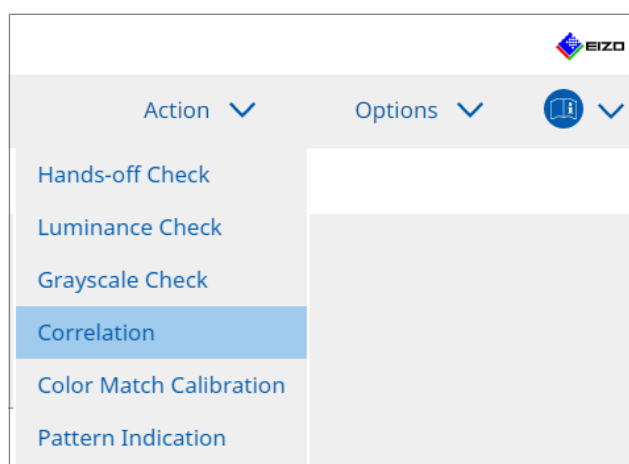 EIZO
Action
Options
Hands-off Check
Luminance Check
Grayscale Check
Correlation
Color Match Calibration
Pattern Indication